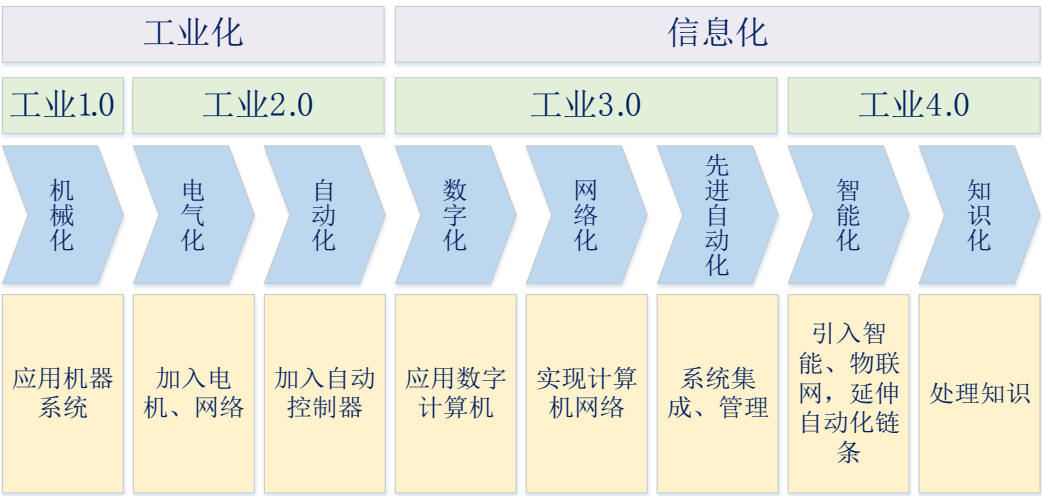 工业化
信息化
工业1.0
工业2.0
工业3.0
工业4.0
机械化
电气化
自动化
数字化
网络化
先进自动化
智能化
知识化
应用机器
系统
加入电
机、网络
加入自动
控制器
应用数字
计算机
实现计算
机网络
系统集
成、管理
引入智
能、物联
网，延伸
自动化链
条
处理知识